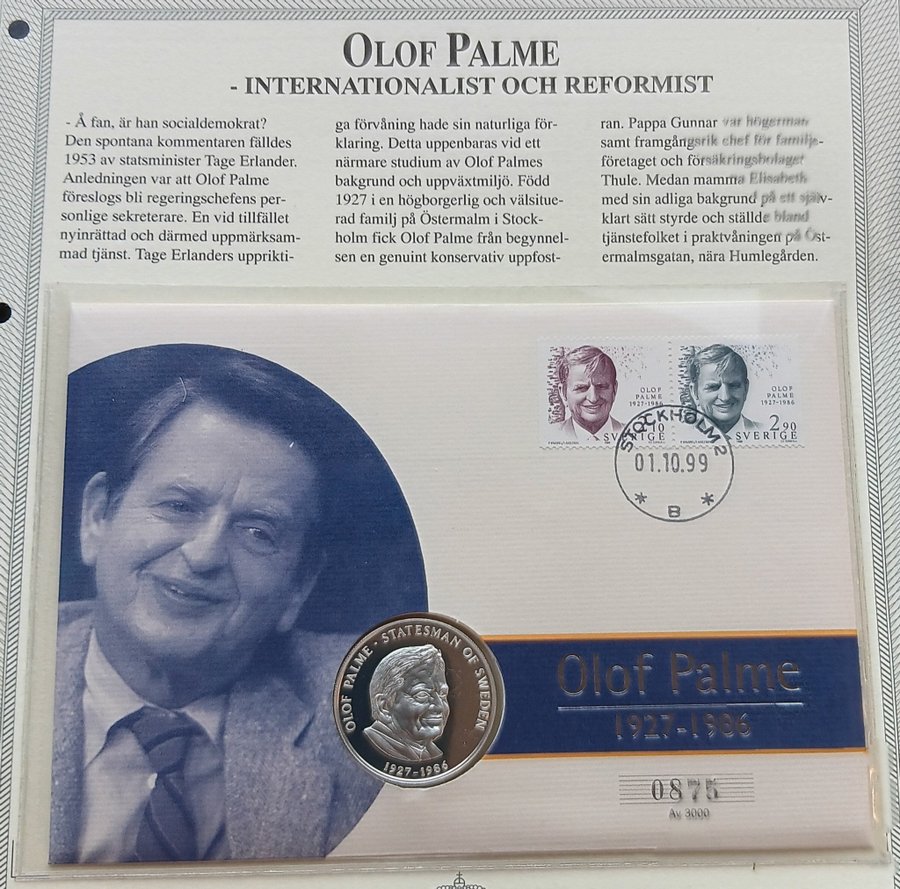 OLOF PALME
- INTERNATIONALIST OCH REFORMIST
- Å fan, är han socialdemokrat?
Den spontana kommentaren fälldes
1953 av statsminister Tage Erlander.
Anledningen var att Olof Palme
föreslogs bli regeringschefens per-
sonlige sekreterare. En vid tillfället
nyinrättad och därmed uppmärksam-
mad tjänst. Tage Erlanders upprikti-
ga förvåning hade sin naturliga för-
klaring. Detta uppenbaras vid ett
närmare studium av Olof Palmes
bakgrund och uppväxtmiljö. Född
1927 i en högborgerlig och välsitue-
rad familj på Östermalm i Stock-
holm fick Olof Palme från begynnel-
sen en genuint konservativ uppfost-
ran. Pappa Gunnar var högerman
samt framgångsrik chef för familje-
företaget och försäkringsbolaget
Thule. Medan mamma Elisabeth
med sin adliga bakgrund på ett själv-
klart sätt styrde och ställde bland
tjänstefolket i praktvåningen på Öst-
ermalmsgatan, nära Humlegården.
OLOF
PALME
1927-1986
SVERIGE
OLOF
PALME
1927-1986
2.90
SVERIGE
STOCKHOLM 2
01.10.99
B
OLOF PALME · STATESMAN OF SWEDEN
1927-1986
Olof Palme
1927-1986
0875
Av 3000